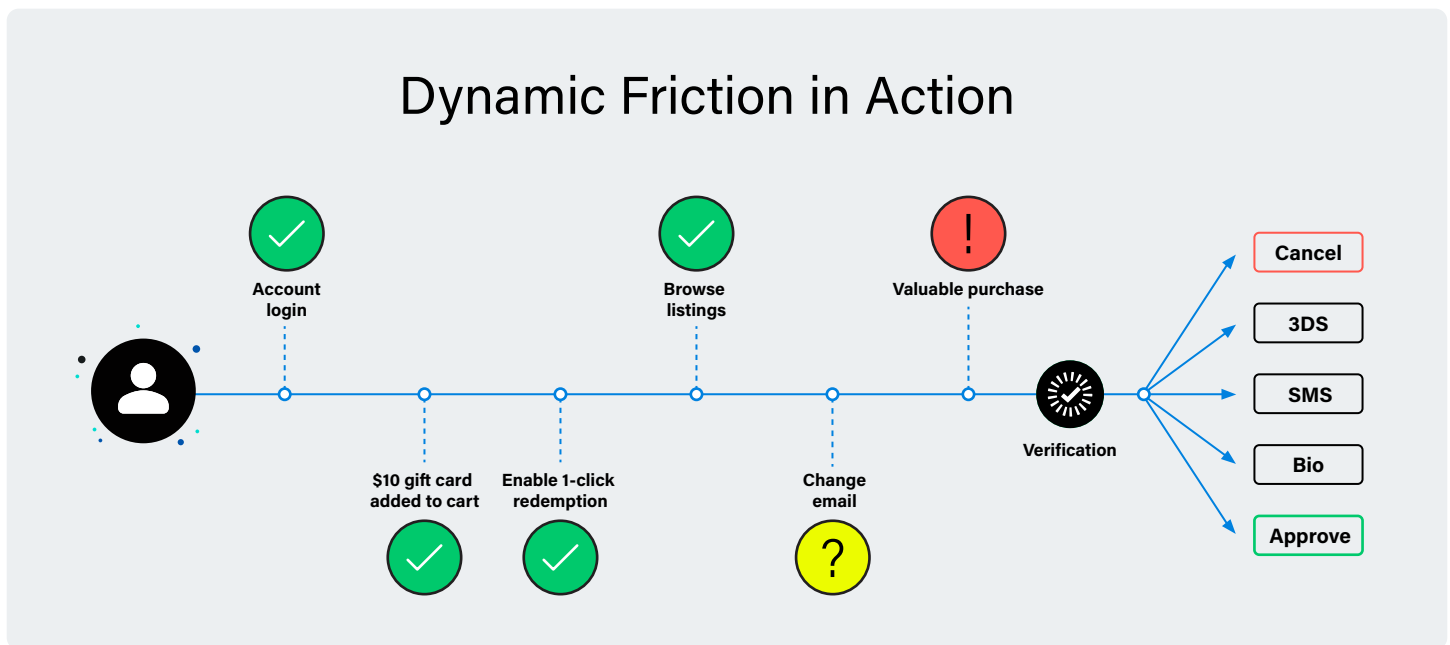 Dynamic Friction in Action
Account
login
$10 gift card
added to cart
Enable 1-click
redemption
Browse
listings
Change
email
?
Valuable purchase
!
Verification
Cancel
3DS
SMS
Bio
Approve